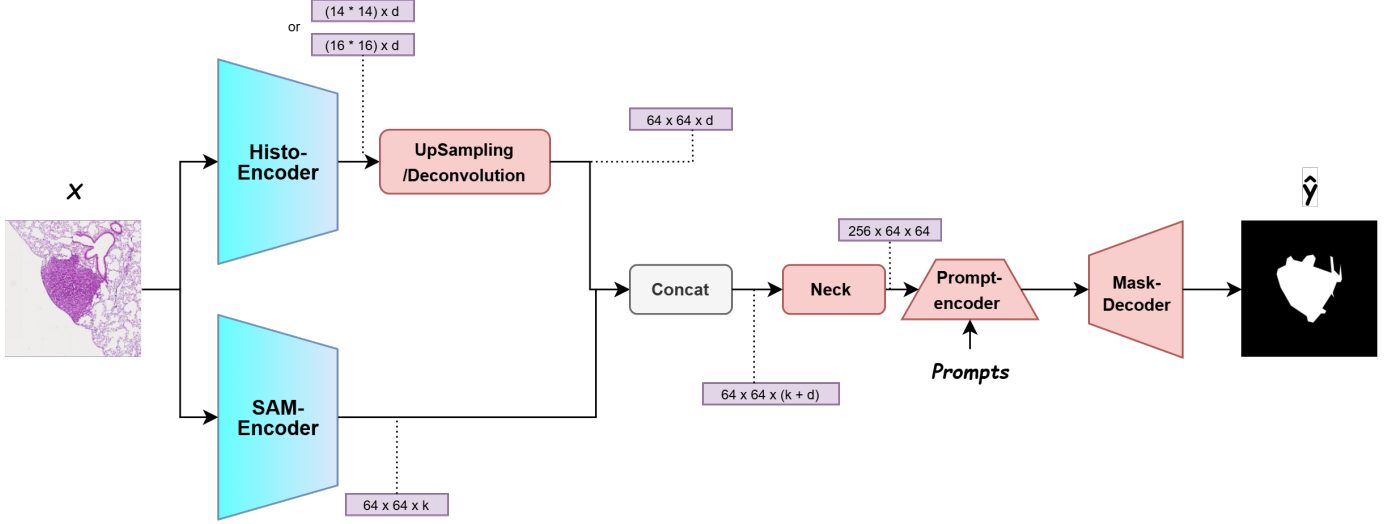 (14 * 14) x d
or
(16 * 16) x d
Histo-
Encoder
UpSampling
/Deconvolution
64 x 64 x d
x
ŷ
256 x 64 x 64
Concat
Neck
Prompt-
encoder
Mask-
Decoder
Prompts
64 x 64 x (k + d)
SAM-
Encoder
64 x 64 x k